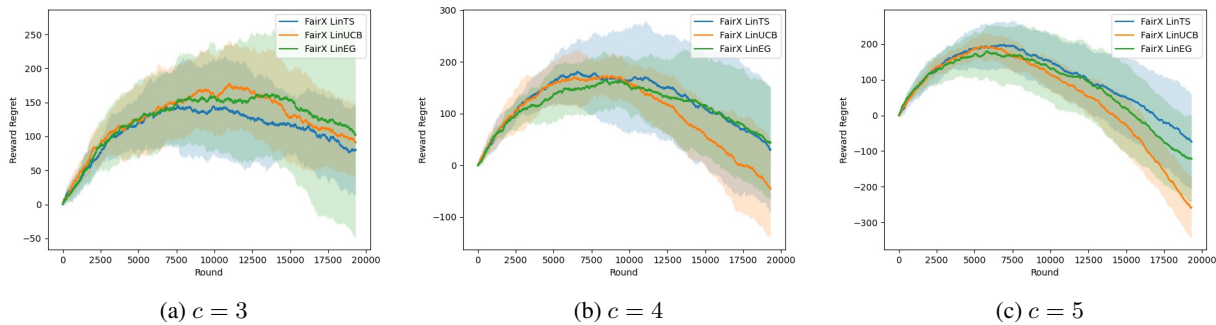 FairX LinTS
FairX LinUCB
FairX LinEG
250
200
150
100
50
0
−50
Reward Regret
0 2500 5000 7500 10000 12500 15000 17500 20000
Round
(a) c = 3
FairX LinTS
FairX LinUCB
FairX LinEG
300
200
100
0
−100
Reward Regret
0 2500 5000 7500 10000 12500 15000 17500 20000
Round
(b) c = 4
FairX LinTS
FairX LinUCB
FairX LinEG
200
100
0
−100
−200
−300
Reward Regret
0 2500 5000 7500 10000 12500 15000 17500 20000
Round
(c) c = 5